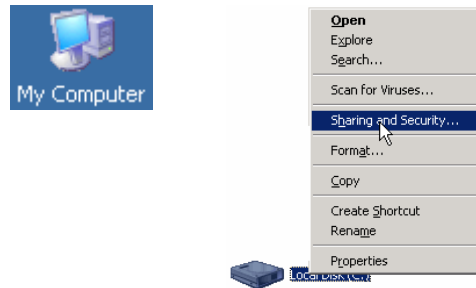 My Computer
Open
Explore
Search...
Scan for Viruses...
Sharing and Security...
Format...
Copy
Create Shortcut
Rename
Properties
Local Disk (C:)